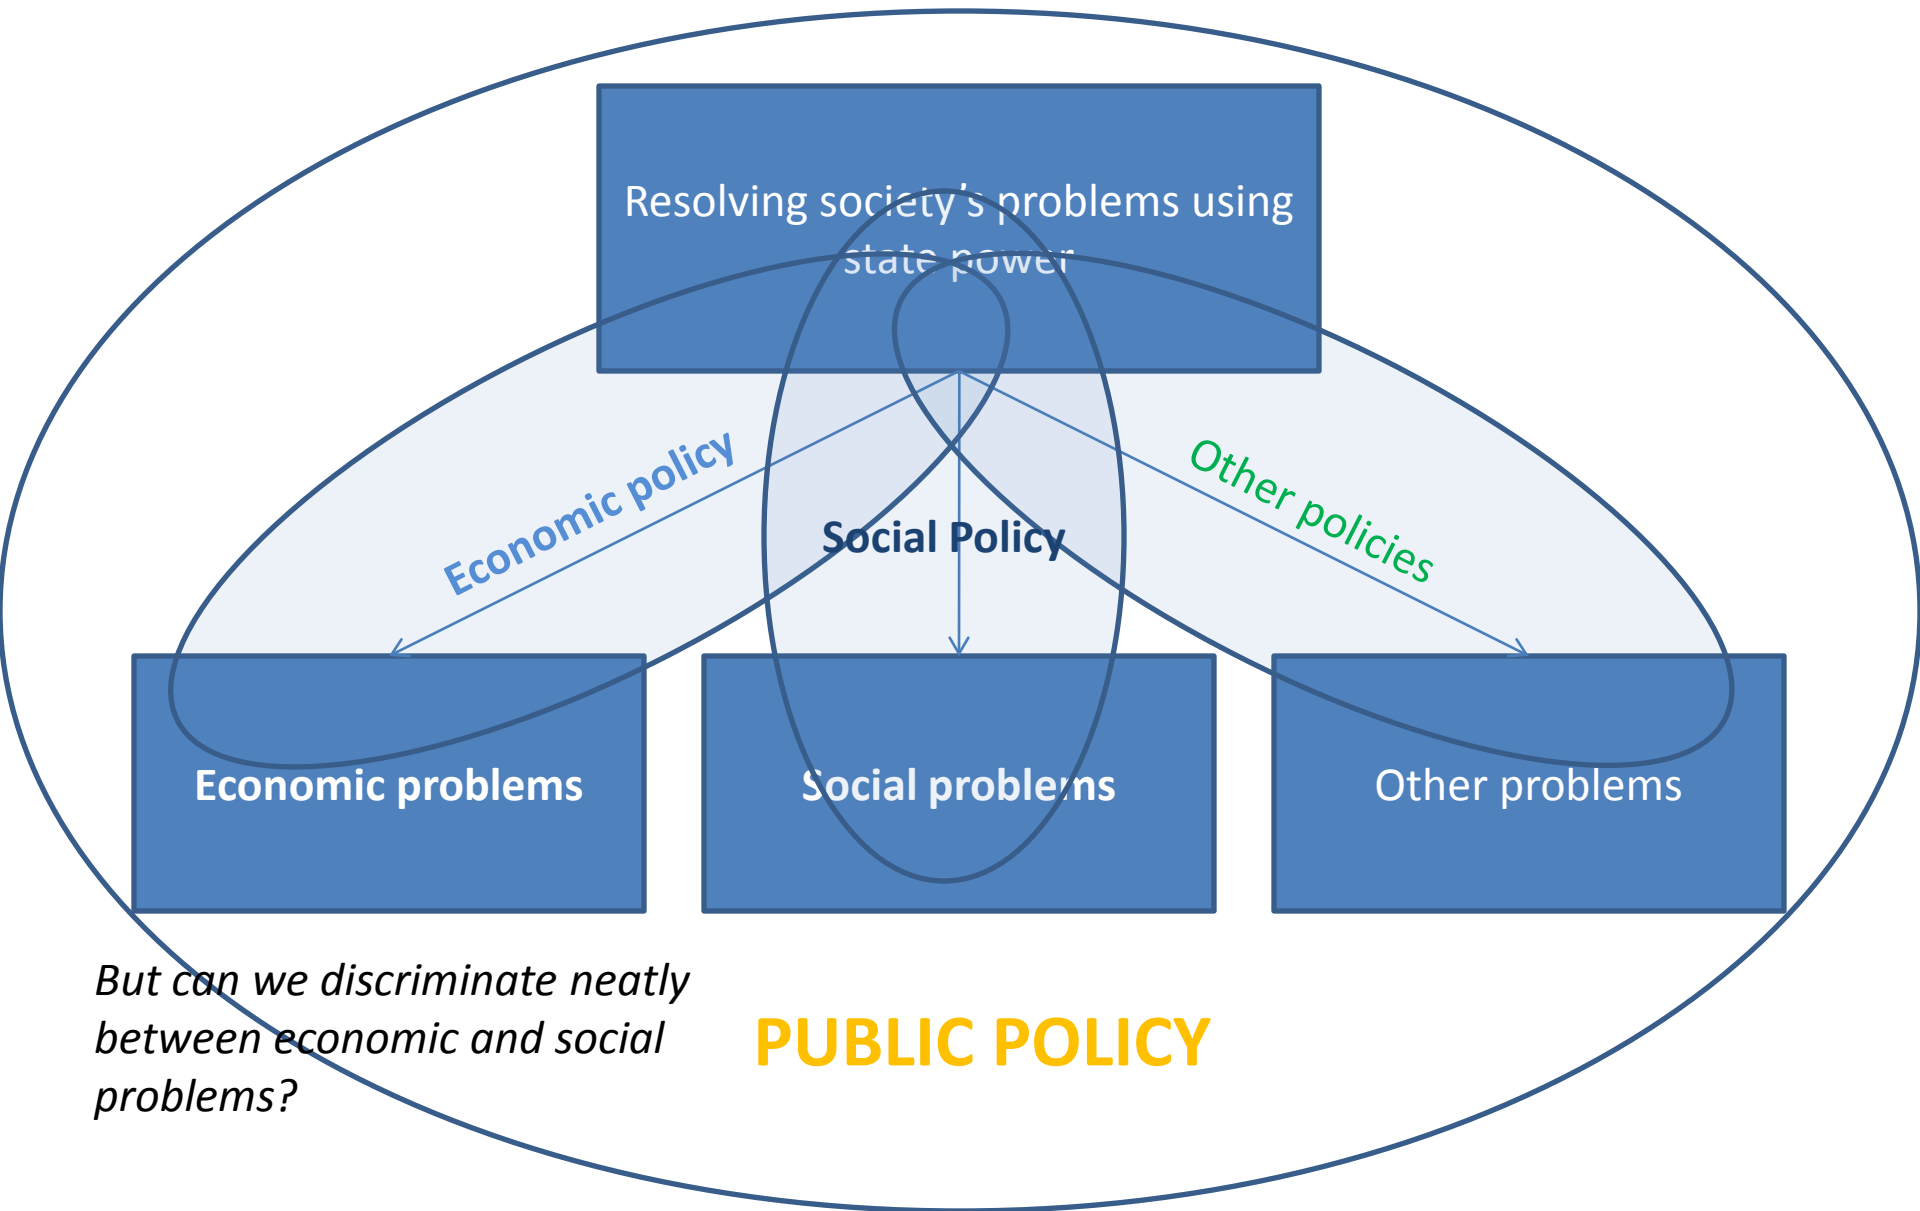 Resolving society’s problems using
state power
Economic policy
Social Policy
Other policies
Economic problems
Social problems
Other problems
But can we discriminate neatly
between economic and social
problems?
PUBLIC POLICY